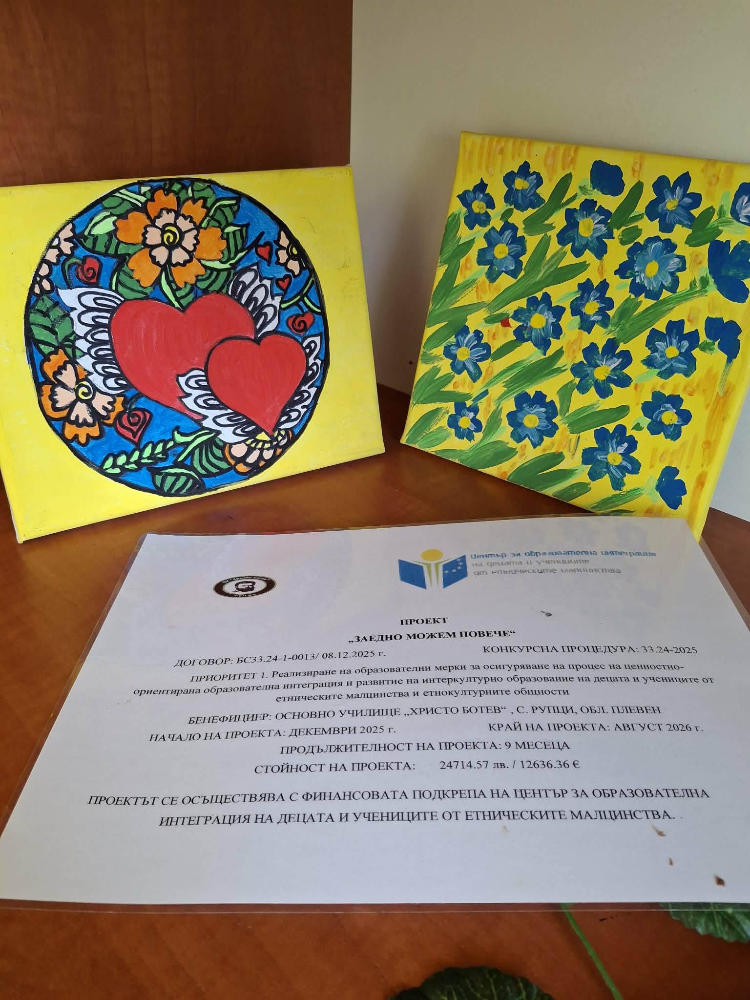 ОУ "Христо Ботев"
Рупци
Център за образователна интеграция
на децата и учениците
от етническите малцинства
ПРОЕКТ
„ЗАЕДНО МОЖЕМ ПОВЕЧЕ“
ДОГОВОР: БС33.24-1-0013/ 08.12.2025 г. КОНКУРСНА ПРОЦЕДУРА: 33.24-2025
ПРИОРИТЕТ 1. Реализиране на образователни мерки за осигуряване на процес на ценностно-
ориентирана образователна интеграция и развитие на интеркултурно образование на децата и учениците от
етническите малцинства и етнокултурните общности
БЕНЕФИЦИЕР: ОСНОВНО УЧИЛИЩЕ „ХРИСТО БОТЕВ“ , С. РУПЦИ, ОБЛ. ПЛЕВЕН
НАЧАЛО НА ПРОЕКТА: ДЕКЕМВРИ 2025 г. КРАЙ НА ПРОЕКТА: АВГУСТ 2026 г.
ПРОДЪЛЖИТЕЛНОСТ НА ПРОЕКТА: 9 МЕСЕЦА
СТОЙНОСТ НА ПРОЕКТА: 24714.57 лв. / 12636.36 €
ПРОЕКТЪТ СЕ ОСЪЩЕСТВЯВА С ФИНАНСОВАТА ПОДКРЕПА НА ЦЕНТЪР ЗА ОБРАЗОВАТЕЛНА
ИНТЕГРАЦИЯ НА ДЕЦАТА И УЧЕНИЦИТЕ ОТ ЕТНИЧЕСКИТЕ МАЛЦИНСТВА.